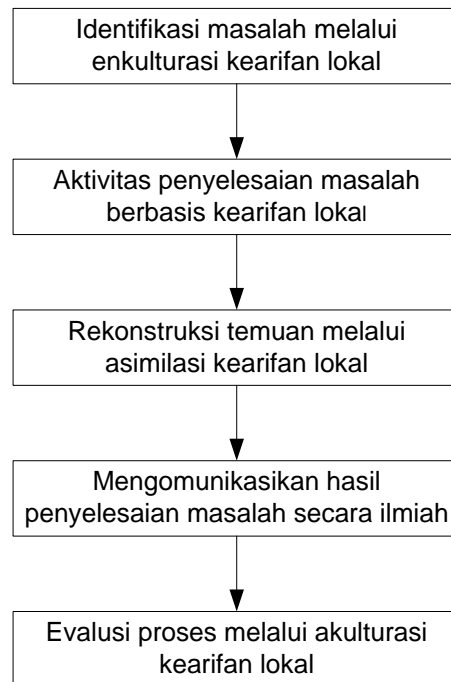 Identifikasi masalah melalui
enkulturasi kearifan lokal
Aktivitas penyelesaian masalah
berbasis kearifan lokal
Rekonstruksi temuan melalui
asimilasi kearifan lokal
Mengomunikasikan hasil
penyelesaian masalah secara ilmiah
Evalusi proses melalui akulturasi
kearifan lokal